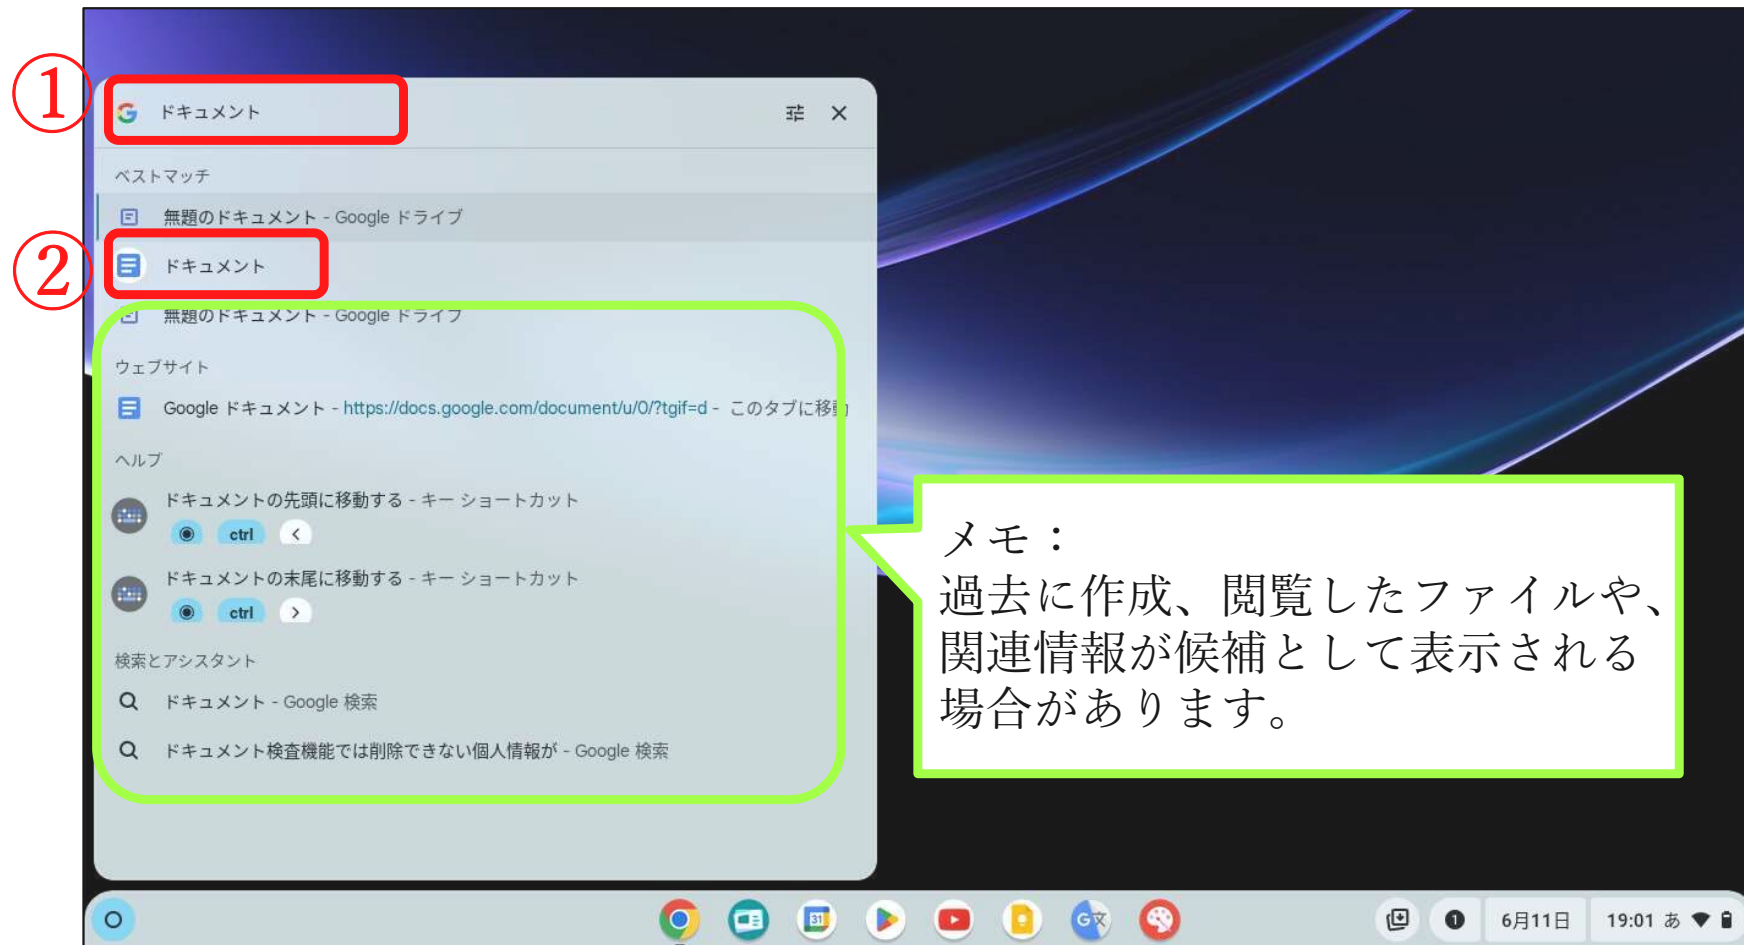 ①
ドキュメント
ベストマッチ
無題のドキュメント - Google ドライブ
②
ドキュメント
無題のドキュメント - Google ドライブ
ウェブサイト
Google ドキュメント - https://docs.google.com/document/u/0/?tgif=d - このタブに移動
ヘルプ
ドキュメントの先頭に移動する - キー ショートカット
ctrl <
ドキュメントの末尾に移動する - キー ショートカット
ctrl >
検索とアシスタント
ドキュメント - Google 検索
ドキュメント検査機能では削除できない個人情報が - Google 検索
メモ：
過去に作成、閲覧したファイルや、
関連情報が候補として表示される
場合があります。
31
G文
1
6月11日
19:01 あ